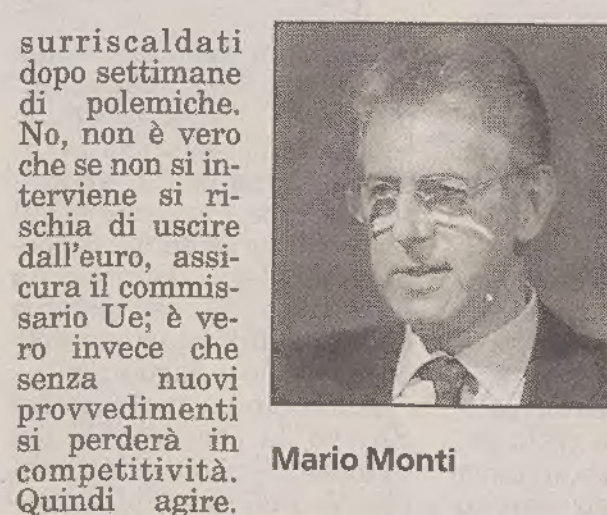 surriscaldati
dopo settimane
di polemiche.
No, non è vero
che se non si in-
terviene si ri-
schia di uscire
dall'euro, assi-
cura il commis-
sario Ue; è ve-
ro invece che
senza nuovi
provvedimenti
si perderà in
competitività.
Quindi agire.
Mario Monti